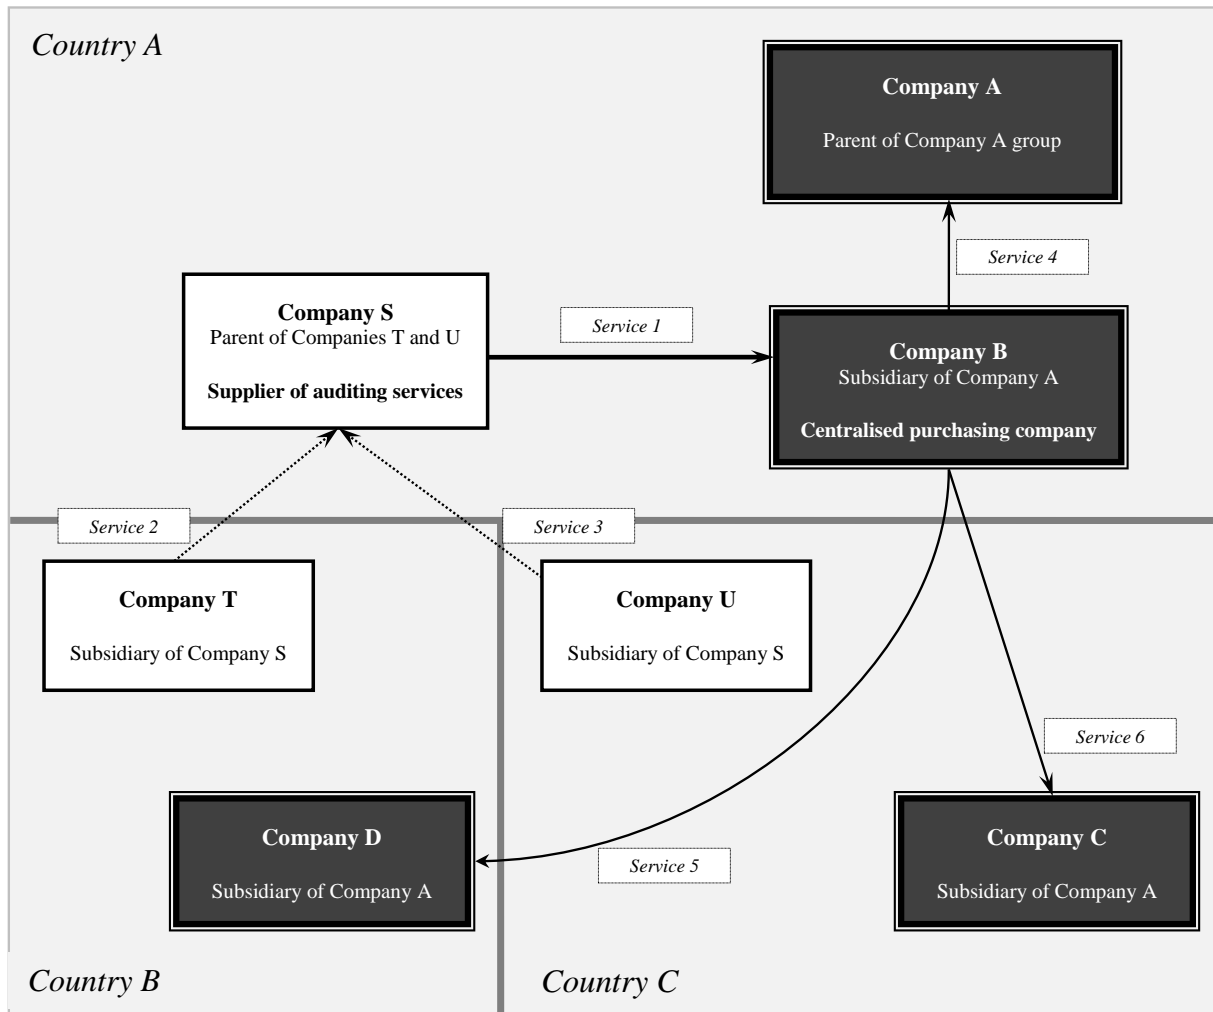 Country A
Company A
Parent of Company A group
Service 4
Company S
Parent of Companies T and U
Supplier of auditing services
Service 1
Company B
Subsidiary of Company A
Centralised purchasing company
Service 2
Service 3
Company T
Subsidiary of Company S
Company U
Subsidiary of Company S
Service 6
Company D
Subsidiary of Company A
Service 5
Company C
Subsidiary of Company A
Country B
Country C